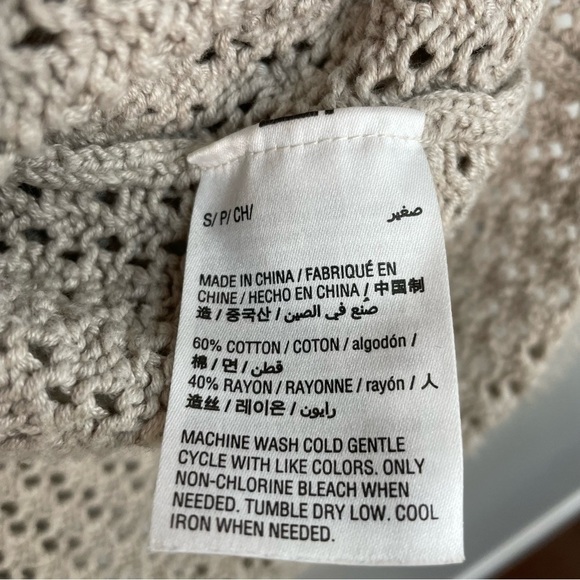 S/ P/ CH/ صغير
MADE IN CHINA / FABRIQUÉ EN
CHINE / HECHO EN CHINA / 中国制
造 / 중국산 / صُنع في الصين /
60% COTTON / COTON / algodón /
棉 / 면 / قطن /
40% RAYON / RAYONNE / rayón / 人
造丝 / 레이온 / رايون /
MACHINE WASH COLD GENTLE
CYCLE WITH LIKE COLORS. ONLY
NON-CHLORINE BLEACH WHEN
NEEDED. TUMBLE DRY LOW. COOL
IRON WHEN NEEDED.